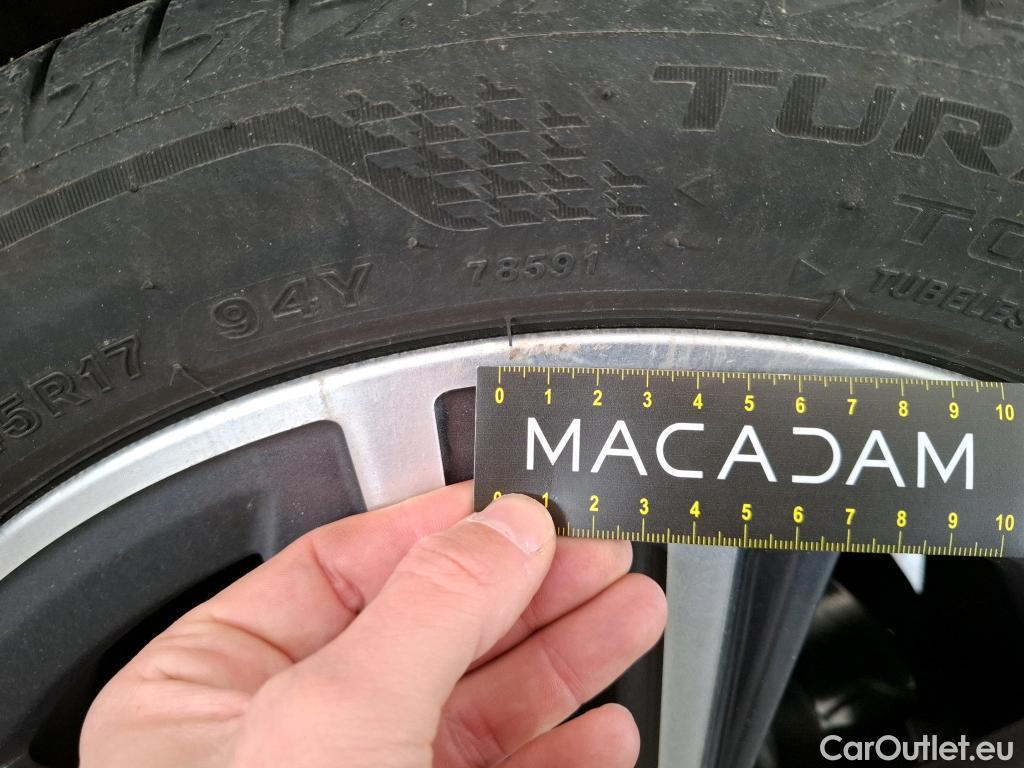 TURA
TO
TUBELES
78591
94Y
5R17
0 1 2 3 4 5 6 7 8 9 10
MACADAM
0 1 2 3 4 5 6 7 8 9 10
CarOutlet.eu